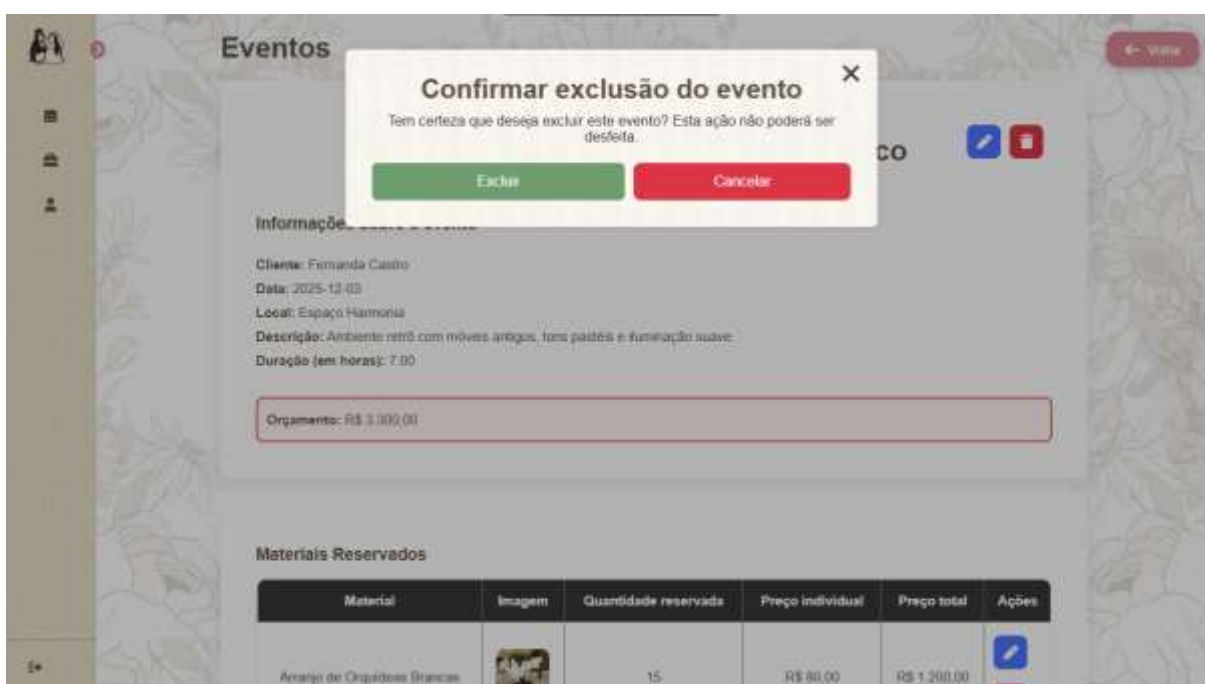 Eventos
← Voltar
Confirmar exclusão do evento
Tem certeza que deseja excluir este evento? Esta ação não poderá ser
desfeita.
co
Excluir
Cancelar
Informações
Cliente: Fernanda Castro
Data: 2025-12-03
Local: Espaço Harmonia
Descrição: Ambiente retrô com móveis antigos, tons pastéis e iluminação suave.
Duração (em horas): 7.00
Orçamento: R$ 3.000,00
Materiais Reservados
Material Imagem Quantidade reservada Preço individual Preço total Ações
Arranjo de Orquídeas Brancas 15 R$ 80,00 R$ 1.200,00